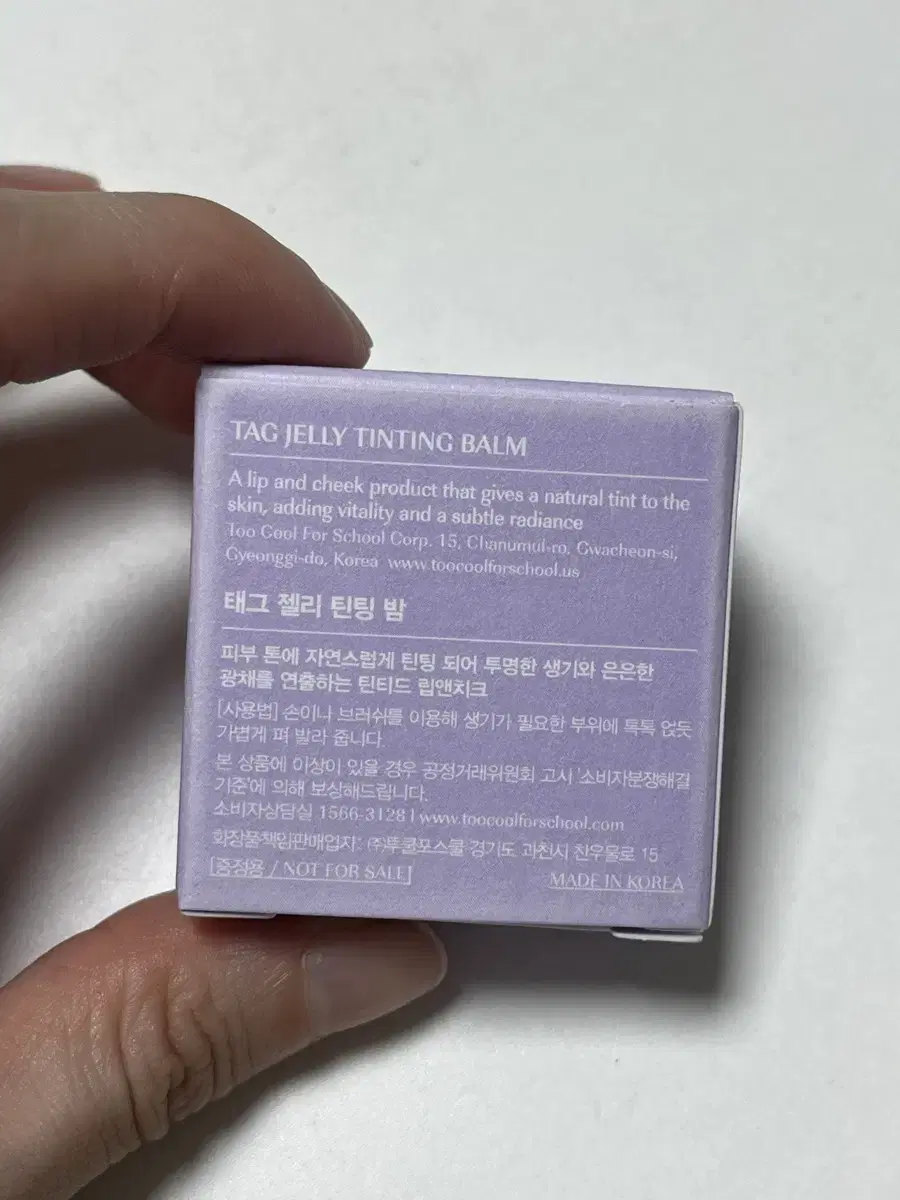 TAG JELLY TINTING BALM
A lip and cheek product that gives a natural tint to the
skin, adding vitality and a subtle radiance
Too Cool For School Corp. 15, Chanumul-ro, Gwacheon-si,
Gyeonggi-do, Korea www.toocoolforschool.us
태그 젤리 틴팅 밤
피부 톤에 자연스럽게 틴팅 되어 투명한 생기와 은은한
광채를 연출하는 틴티드 립앤치크
[사용법] 손이나 브러쉬를 이용해 생기가 필요한 부위에 톡톡 얹듯
가볍게 펴 발라 줍니다.
본 상품에 이상이 있을 경우 공정거래위원회 고시 '소비자분쟁해결
기준'에 의해 보상해드립니다.
소비자상담실 1566-3128 | www.toocoolforschool.com
화장품책임판매업자: ㈜투쿨포스쿨 경기도 과천시 찬우물로 15
[증정용 / NOT FOR SALE] MADE IN KOREA